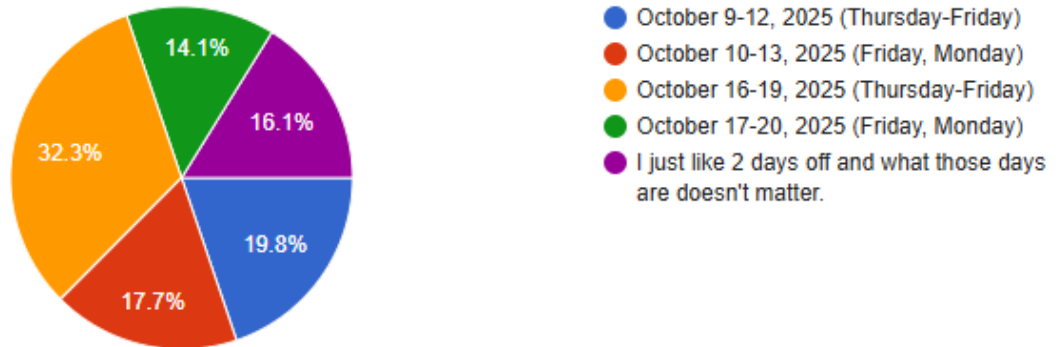 14.1%
16.1%
32.3%
19.8%
17.7%
October 9-12, 2025 (Thursday-Friday)
October 10-13, 2025 (Friday, Monday)
October 16-19, 2025 (Thursday-Friday)
October 17-20, 2025 (Friday, Monday)
I just like 2 days off and what those days
are doesn't matter.